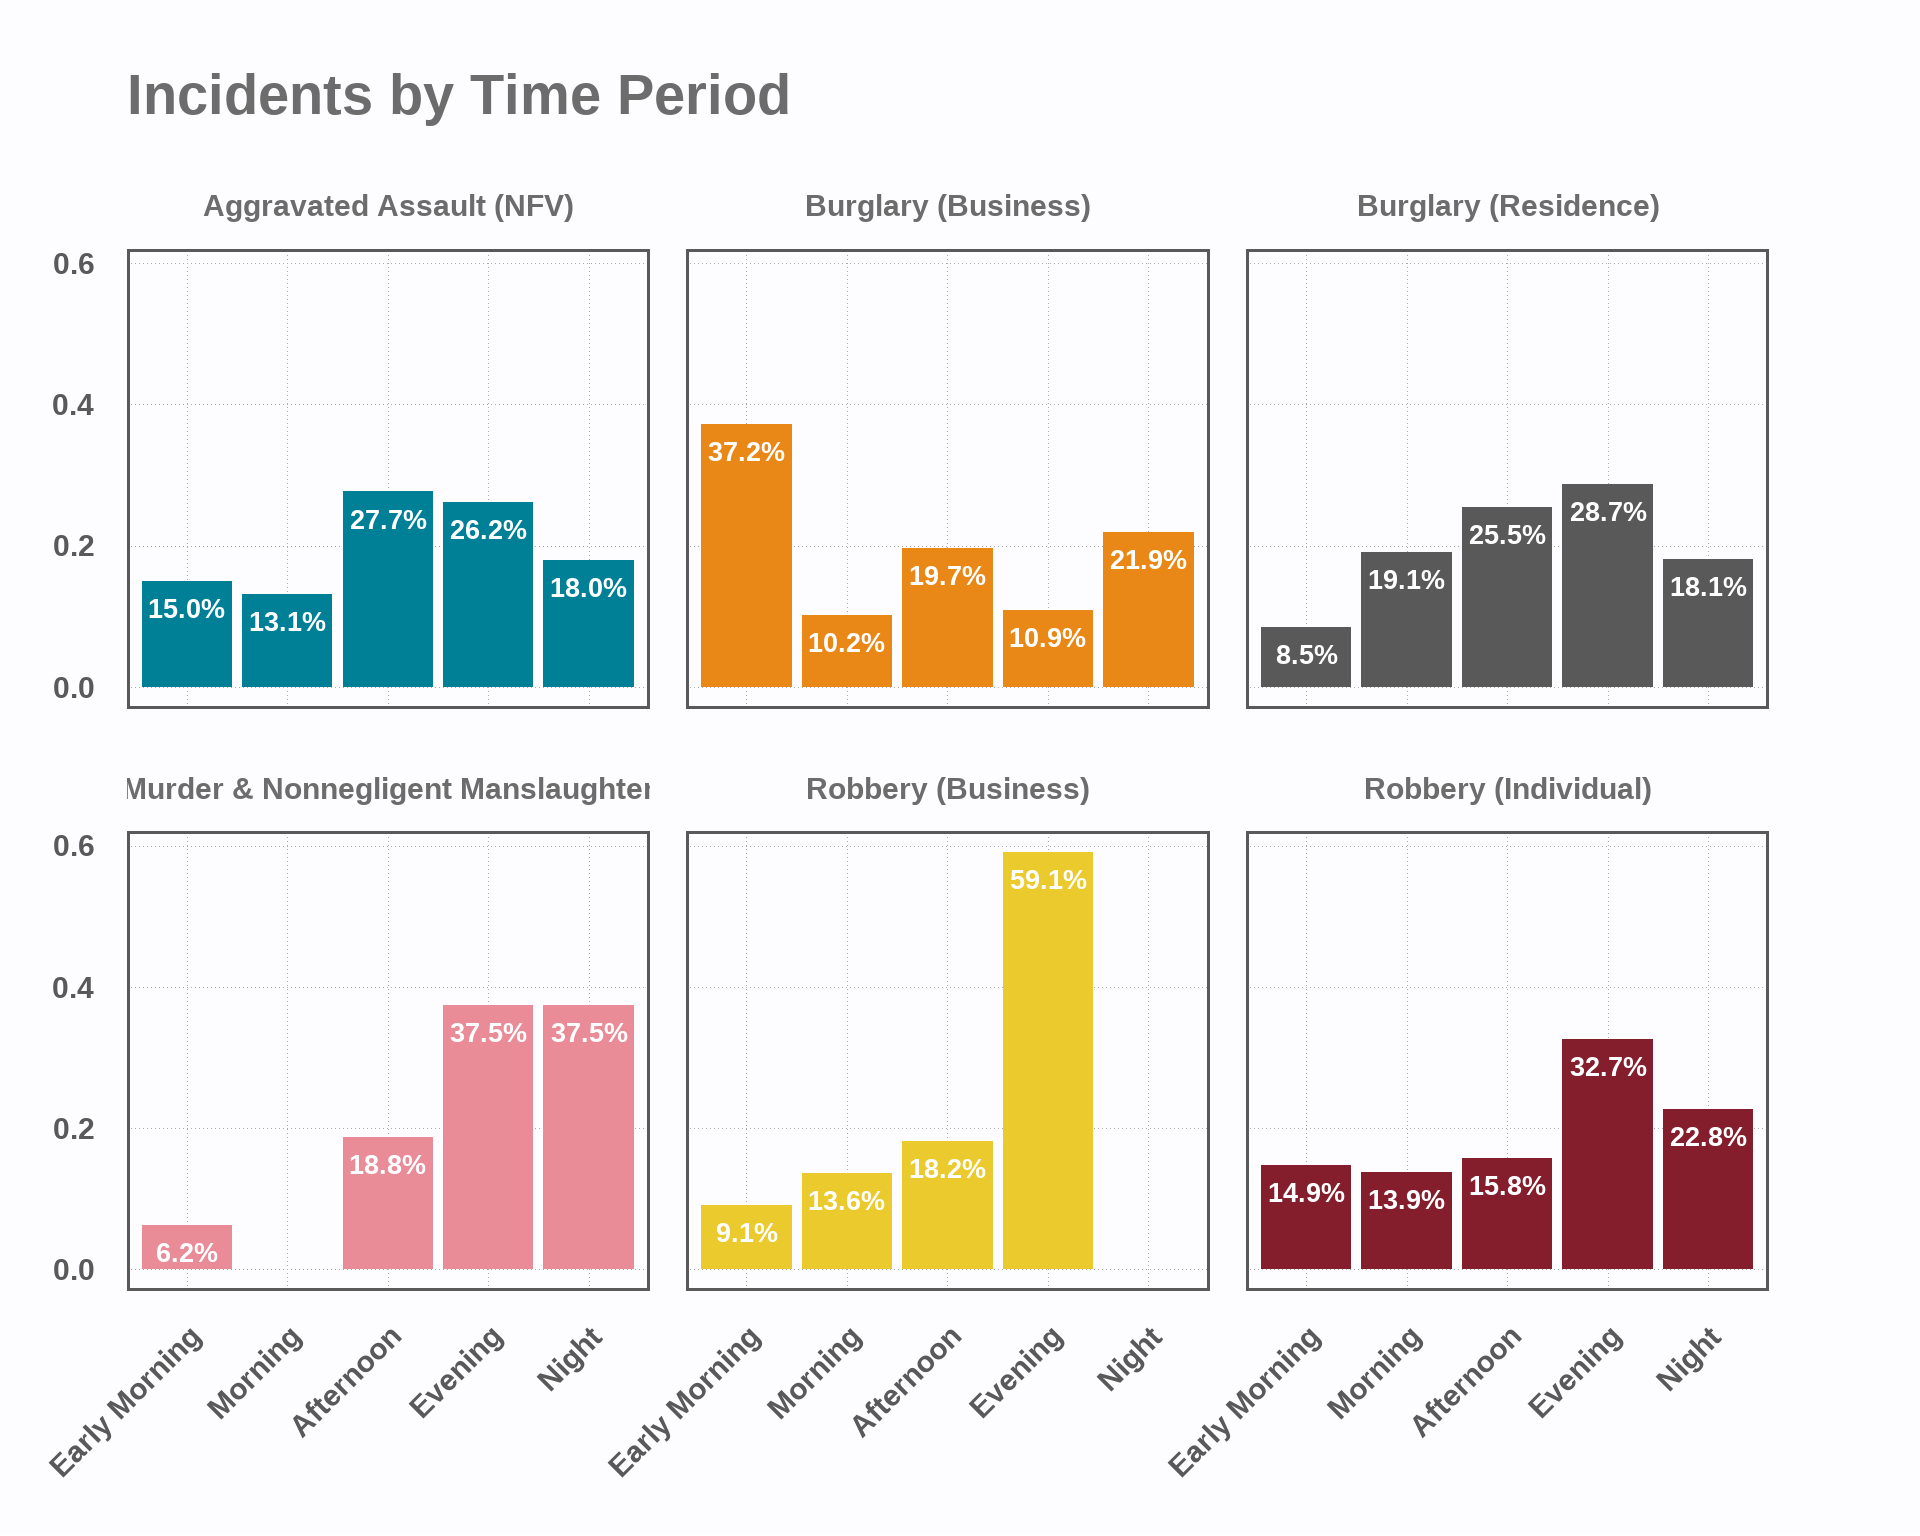 Incidents by Time Period
Aggravated Assault (NFV)
Burglary (Business)
Burglary (Residence)
0.6
0.4
0.2
0.0
15.0%
13.1%
27.7%
26.2%
18.0%
37.2%
10.2%
19.7%
10.9%
21.9%
8.5%
19.1%
25.5%
28.7%
18.1%
Murder & Nonnegligent Manslaughter
Robbery (Business)
Robbery (Individual)
0.6
0.4
0.2
0.0
6.2%
18.8%
37.5%
37.5%
9.1%
13.6%
18.2%
59.1%
14.9%
13.9%
15.8%
32.7%
22.8%
Early Morning
Morning
Afternoon
Evening
Night
Early Morning
Morning
Afternoon
Evening
Night
Early Morning
Morning
Afternoon
Evening
Night